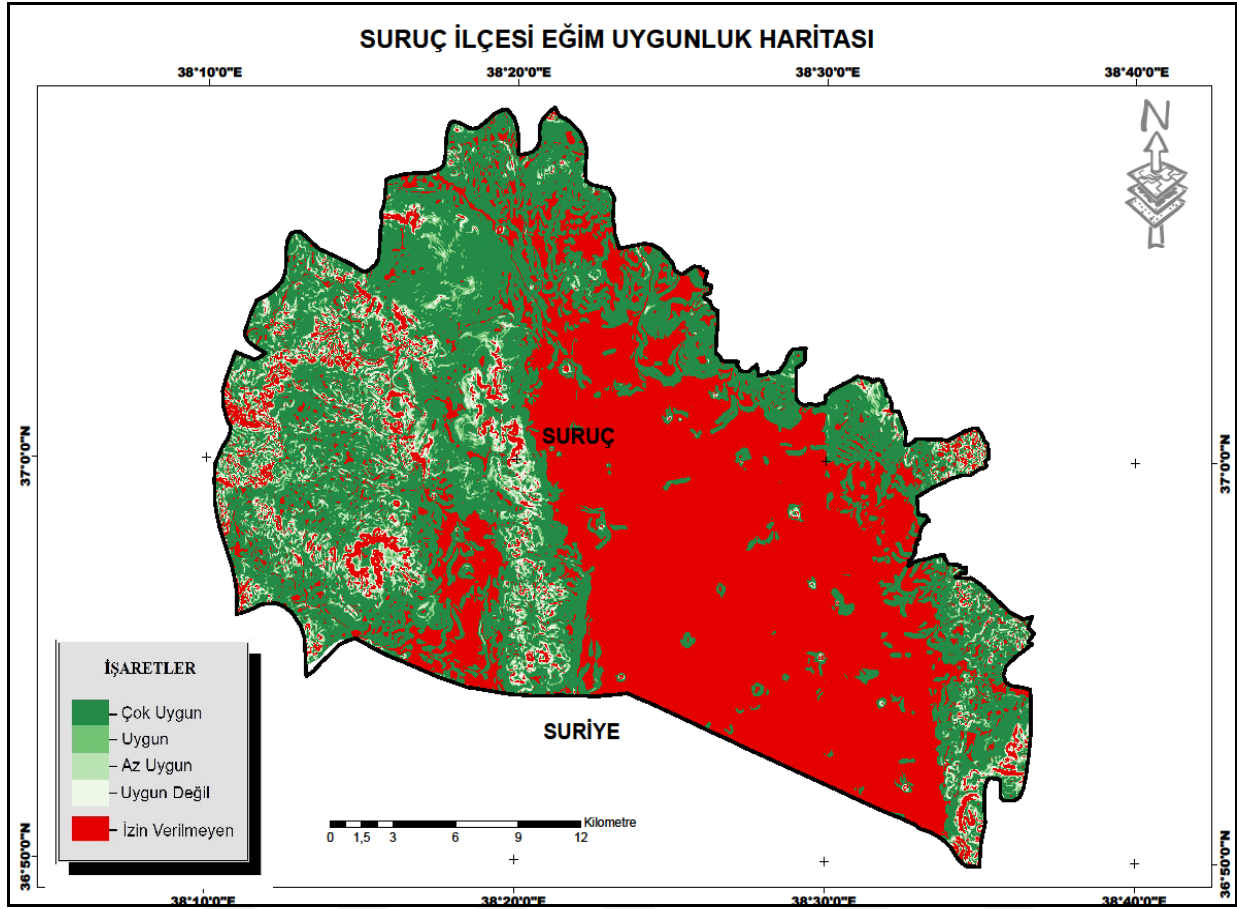 SURUÇ İLÇESİ EĞİM UYGUNLUK HARİTASI
38°10'0"E 38°20'0"E 38°30'0"E 38°40'0"E
N
37°0'0"N
37°0'0"N
SURUÇ
SURİYE
İŞARETLER
Çok Uygun
Uygun
Az Uygun
Uygun Değil
İzin Verilmeyen
Kilometre
0 1,5 3 6 9 12
36°50'0"N
36°50'0"N
38°10'0"E 38°20'0"E 38°30'0"E 38°40'0"E